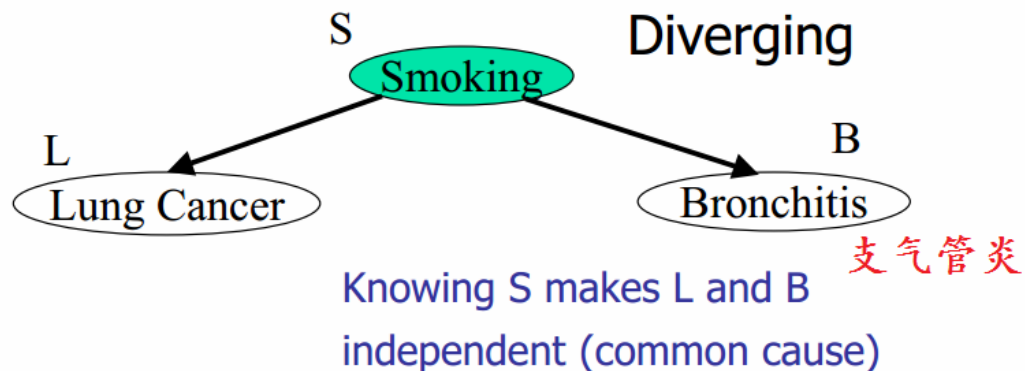 S
Diverging
Smoking
L
B
Lung Cancer
Bronchitis
支气管炎
Knowing S makes L and B
independent (common cause)